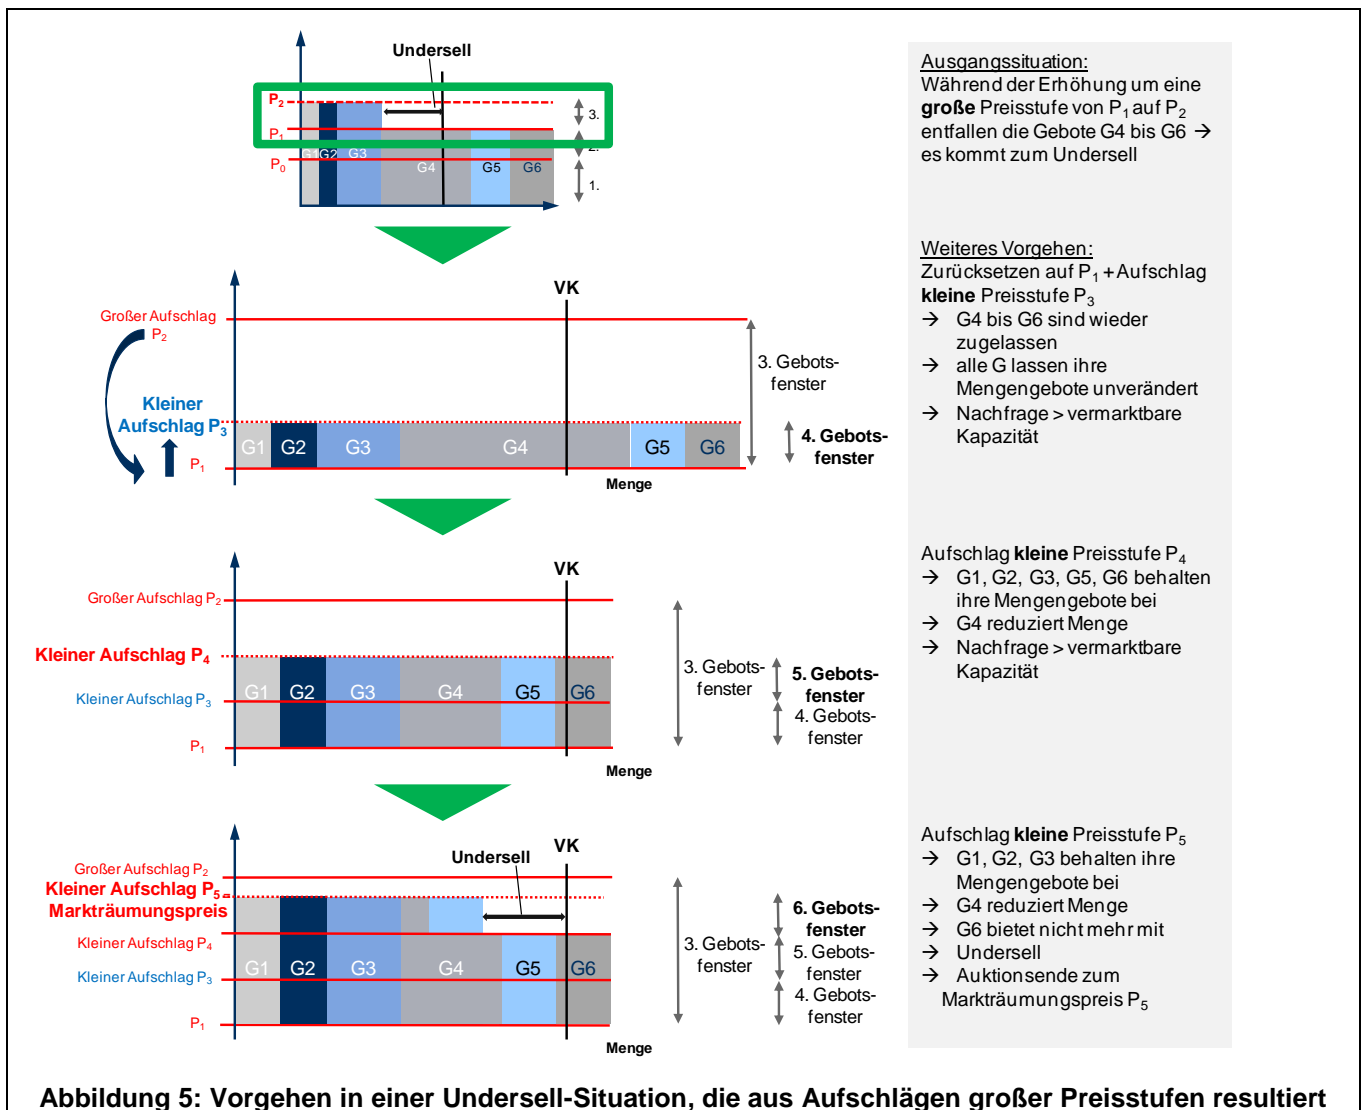 Undersell
P2
P1
P0
G1
G2
G3
G4
G5
G6
3.
2.
1.
Ausgangssituation:
Während der Erhöhung um eine
große Preisstufe von P1 auf P2
entfallen die Gebote G4 bis G6 →
es kommt zum Undersell
VK
Großer Aufschlag
P2
Kleiner
Aufschlag P3
P1
G1
G2
G3
G4
G5
G6
Menge
3. Gebots-
fenster
4. Gebots-
fenster
Weiteres Vorgehen:
Zurücksetzen auf P1 +Aufschlag
kleine Preisstufe P3
→ G4 bis G6 sind wieder
zugelassen
→ alle G lassen ihre
Mengengebote unverändert
→ Nachfrage > vermarktbare
Kapazität
VK
Großer Aufschlag P2
Kleiner Aufschlag P4
Kleiner Aufschlag P3
P1
G1
G2
G3
G4
G5
G6
Menge
3. Gebots-
fenster
5. Gebots-
fenster
4. Gebots-
fenster
Aufschlag kleine Preisstufe P4
→ G1, G2, G3, G5, G6 behalten
ihre Mengengebote bei
→ G4 reduziert Menge
→ Nachfrage > vermarktbare
Kapazität
VK
Undersell
Großer Aufschlag P2
Kleiner Aufschlag P5 =
Markträumungspreis
Kleiner Aufschlag P4
Kleiner Aufschlag P3
P1
G1
G2
G3
G4
G5
G6
Menge
3. Gebots-
fenster
6. Gebots-
fenster
5. Gebots-
fenster
4. Gebots-
fenster
Aufschlag kleine Preisstufe P5
→ G1, G2, G3 behalten ihre
Mengengebote bei
→ G4 reduziert Menge
→ G6 bietet nicht mehr mit
→ Undersell
→ Auktionsende zum
Markträumungspreis P5
Abbildung 5: Vorgehen in einer Undersell-Situation, die aus Aufschlägen großer Preisstufen resultiert